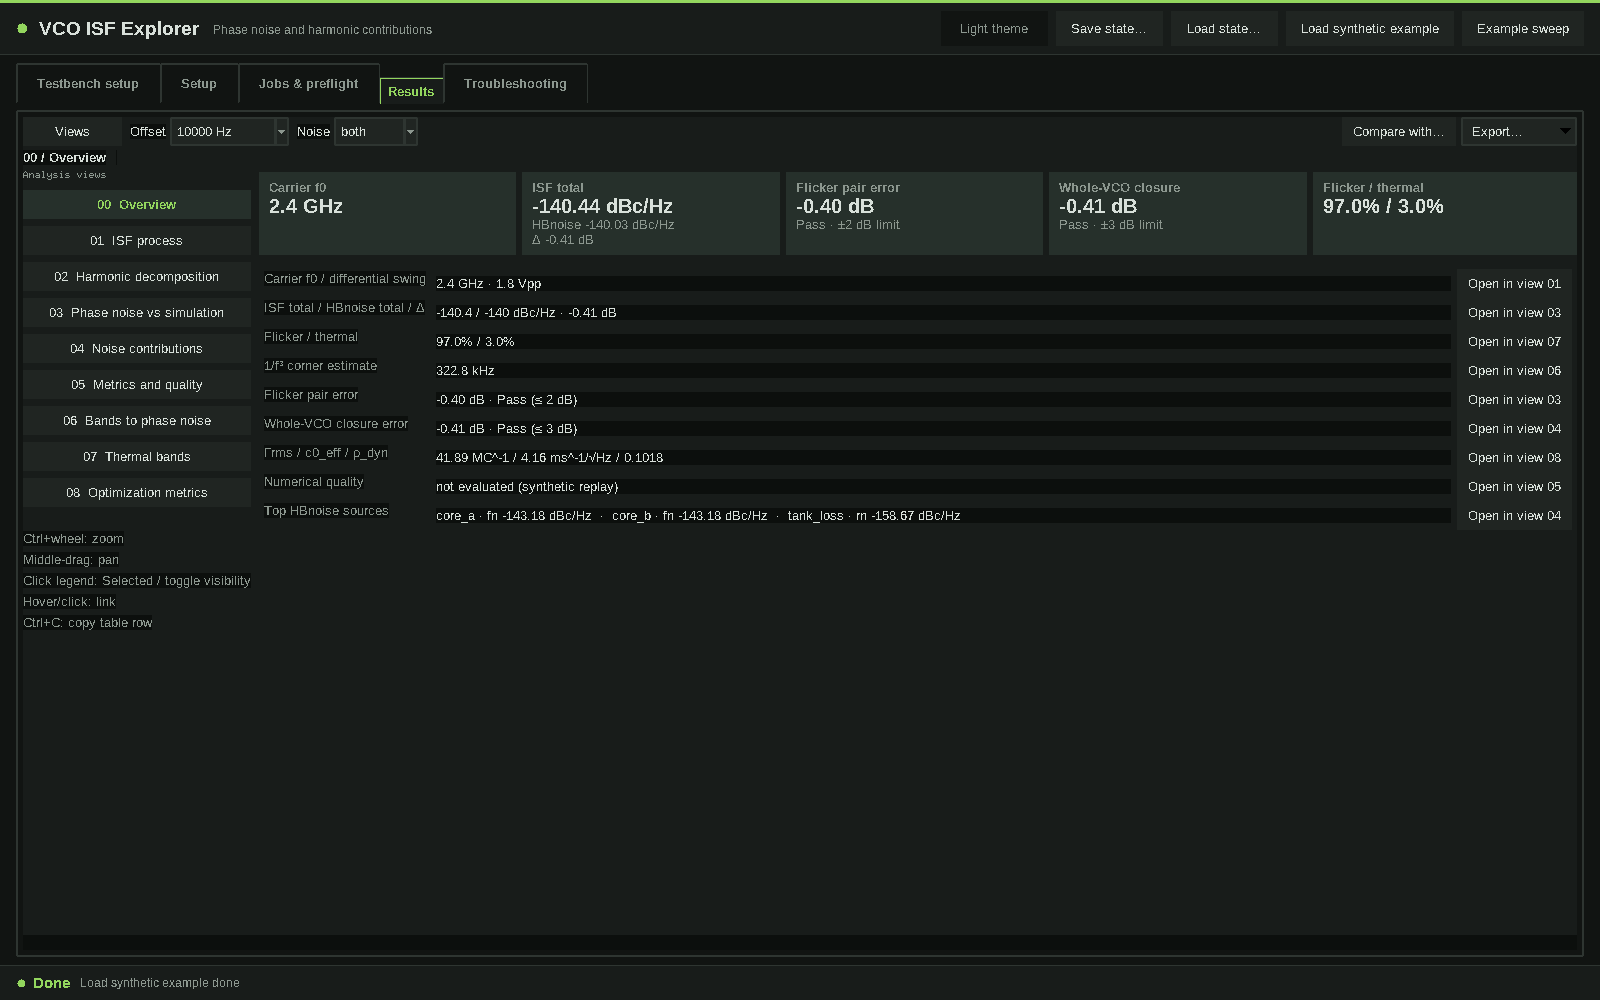 VCO ISF Explorer Phase noise and harmonic contributions Light theme Save state... Load state... Load synthetic example Example sweep
Testbench setup Setup Jobs & preflight Results Troubleshooting
Views Offset 10000 Hz Noise both Compare with... Export...
00 / Overview
Analysis views
00 Overview
01 ISF process
02 Harmonic decomposition
03 Phase noise vs simulation
04 Noise contributions
05 Metrics and quality
06 Bands to phase noise
07 Thermal bands
08 Optimization metrics
Ctrl+wheel: zoom
Middle-drag: pan
Click legend: Selected / toggle visibility
Hover/click: link
Ctrl+C: copy table row
Carrier f0
2.4 GHz
ISF total
-140.44 dBc/Hz
HBnoise -140.03 dBc/Hz
Δ -0.41 dB
Flicker pair error
-0.40 dB
Pass · ±2 dB limit
Whole-VCO closure
-0.41 dB
Pass · ±3 dB limit
Flicker / thermal
97.0% / 3.0%
Carrier f0 / differential swing 2.4 GHz · 1.8 Vpp Open in view 01
ISF total / HBnoise total / Δ -140.4 / -140 dBc/Hz · -0.41 dB Open in view 03
Flicker / thermal 97.0% / 3.0% Open in view 07
1/f³ corner estimate 322.8 kHz Open in view 06
Flicker pair error -0.40 dB · Pass (≤ 2 dB) Open in view 03
Whole-VCO closure error -0.41 dB · Pass (≤ 3 dB) Open in view 04
Γrms / c0_eff / ρ_dyn 41.89 MC^-1 / 4.16 ms^-1/√Hz / 0.1018 Open in view 08
Numerical quality not evaluated (synthetic replay) Open in view 05
Top HBnoise sources core_a · fn -143.18 dBc/Hz · core_b · fn -143.18 dBc/Hz · tank_loss · rn -158.67 dBc/Hz Open in view 04
Done Load synthetic example done